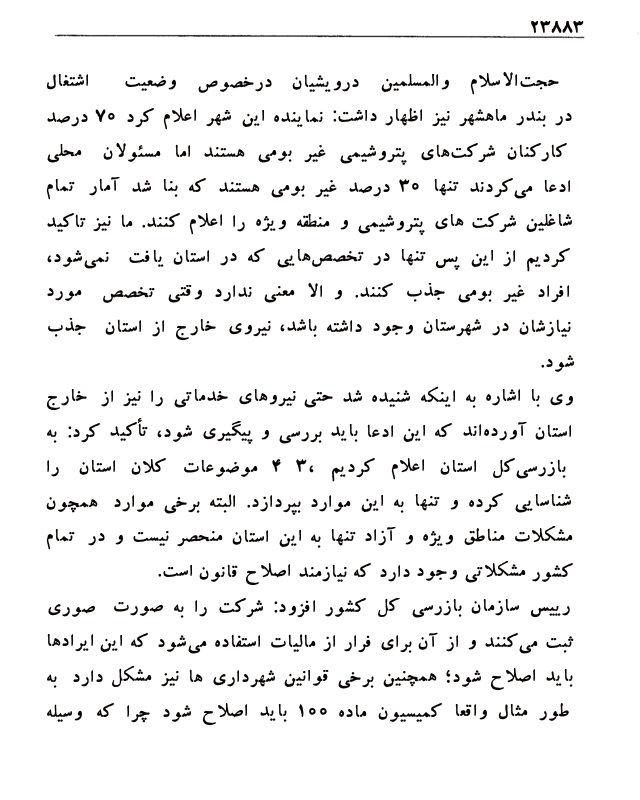 ۲۳۸۸۳
حجت‌الاسلام والمسلمین درویشیان درخصوص وضعیت اشتغال
در بندر ماهشهر نیز اظهار داشت: نماینده این شهر اعلام کرد ۷۰ درصد
کارکنان شرکت‌های پتروشیمی غیر بومی هستند اما مسئولان محلی
ادعا می‌کردند تنها ۳۰ درصد غیر بومی هستند که بنا شد آمار تمام
شاغلین شرکت های پتروشیمی و منطقه ویژه را اعلام کنند. ما نیز تاکید
کردیم از این پس تنها در تخصص‌هایی که در استان یافت نمی‌شود،
افراد غیر بومی جذب کنند. و الا معنی ندارد وقتی تخصص مورد
نیازشان در شهرستان وجود داشته باشد، نیروی خارج از استان جذب
شود.
وی با اشاره به اینکه شنیده شد حتی نیروهای خدماتی را نیز از خارج
استان آورده‌اند که این ادعا باید بررسی و پیگیری شود، تأکید کرد: به
بازرسی‌کل استان اعلام کردیم ،۳ ۴ موضوعات کلان استان را
شناسایی کرده و تنها به این موارد بپردازد. البته برخی موارد همچون
مشکلات مناطق ویژه و آزاد تنها به این استان منحصر نیست و در تمام
کشور مشکلاتی وجود دارد که نیازمند اصلاح قانون است.
رییس سازمان بازرسی کل کشور افزود: شرکت را به صورت صوری
ثبت می‌کنند و از آن برای فرار از مالیات استفاده می‌شود که این ایرادها
باید اصلاح شود؛ همچنین برخی قوانین شهرداری ها نیز مشکل دارد به
طور مثال واقعا کمیسیون ماده ۱۰۰ باید اصلاح شود چرا که وسیله